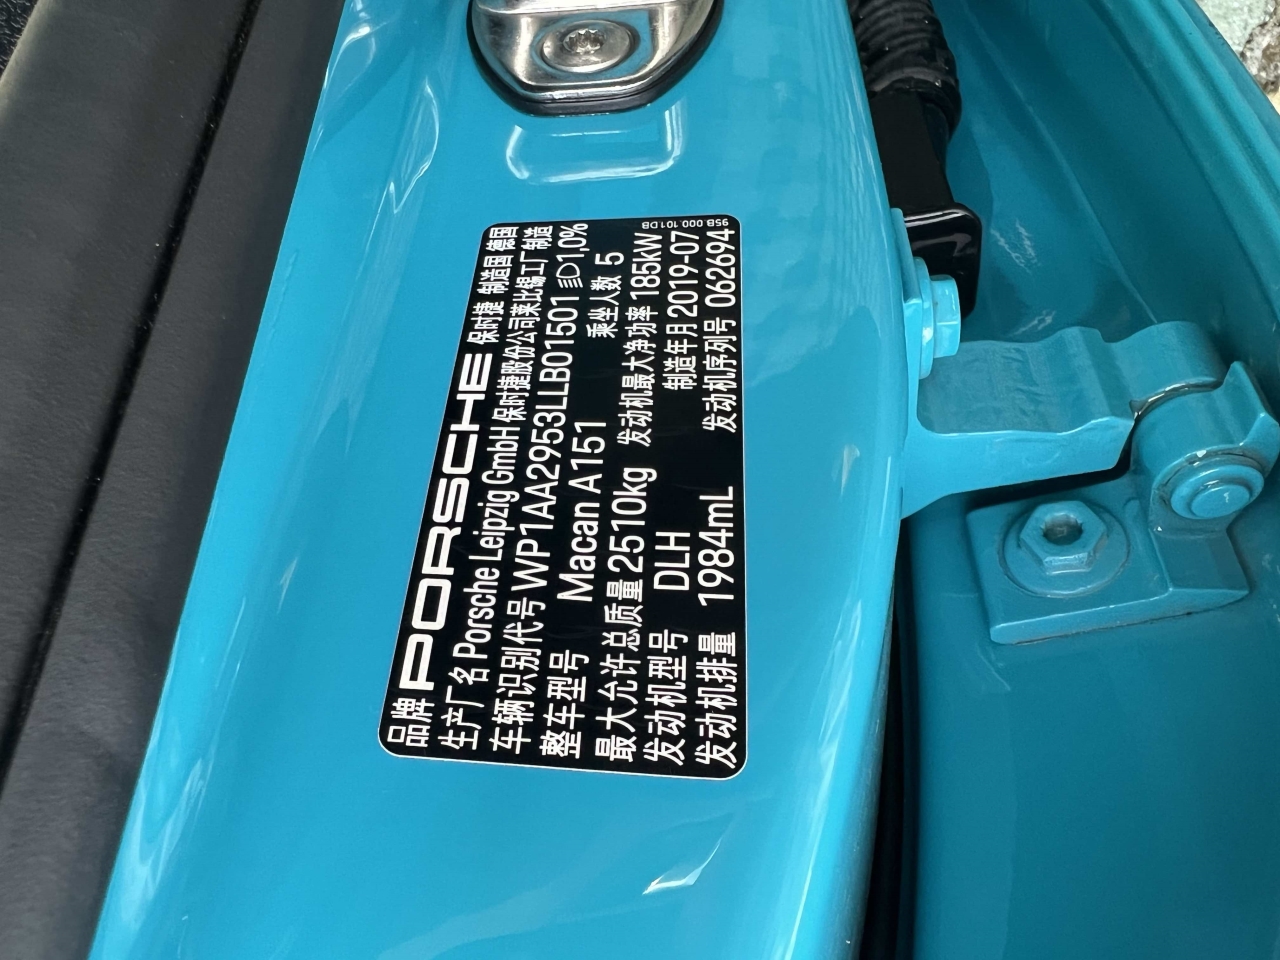 品牌 PORSCHE 保时捷 制造国 德国
生产厂名 Porsche Leipzig GmbH 保时捷股份公司莱比锡工厂制造
车辆识别代号 WP1AA2953LLB01501 1,0%
整车型号 Macan A151 乘坐人数 5
最大允许总质量 2510kg 发动机最大净功率 185kW
发动机型号 DLH 制造年月 2019-07
发动机排量 1984mL 发动机序列号 062694
95B 000 101 DB